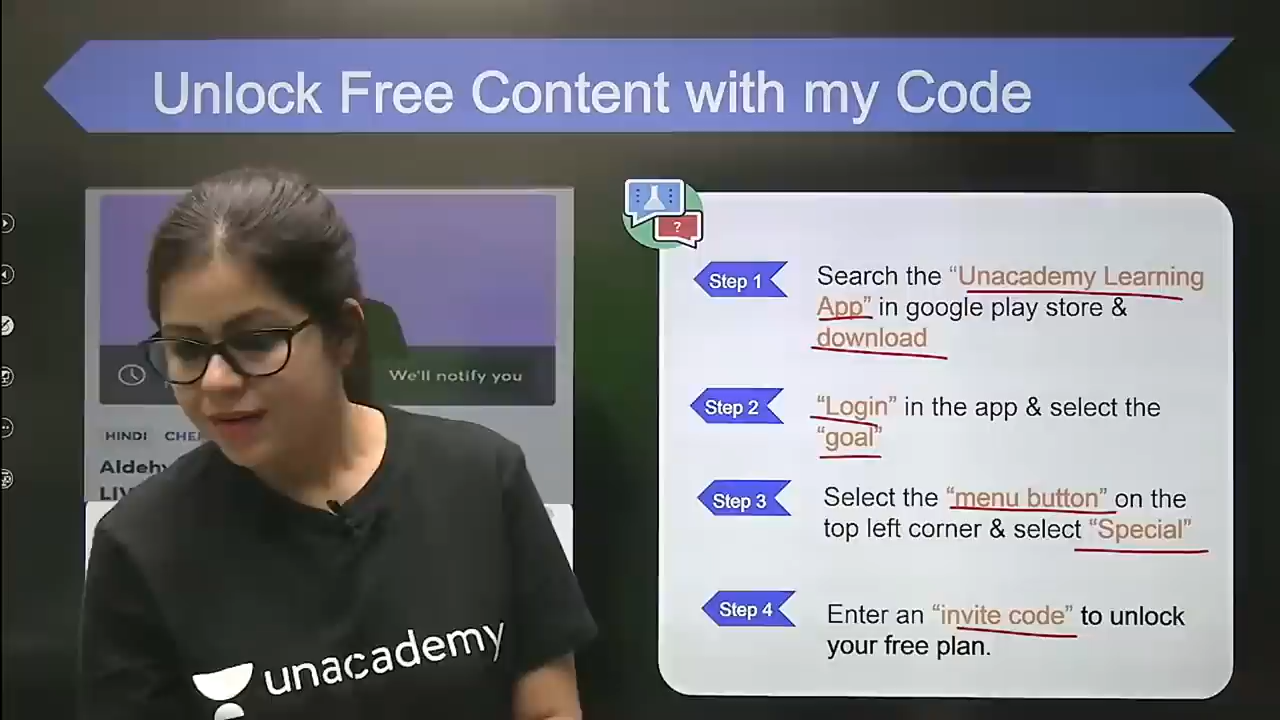 Unlock Free Content with my Code
We'll notify you
HINDI
Aldehy
LIV
Step 1
Search the “Unacademy Learning
App” in google play store &
download
Step 2
“Login” in the app & select the
“goal”
Step 3
Select the “menu button” on the
top left corner & select “Special”
Step 4
Enter an “invite code” to unlock
your free plan.
?
unacademy